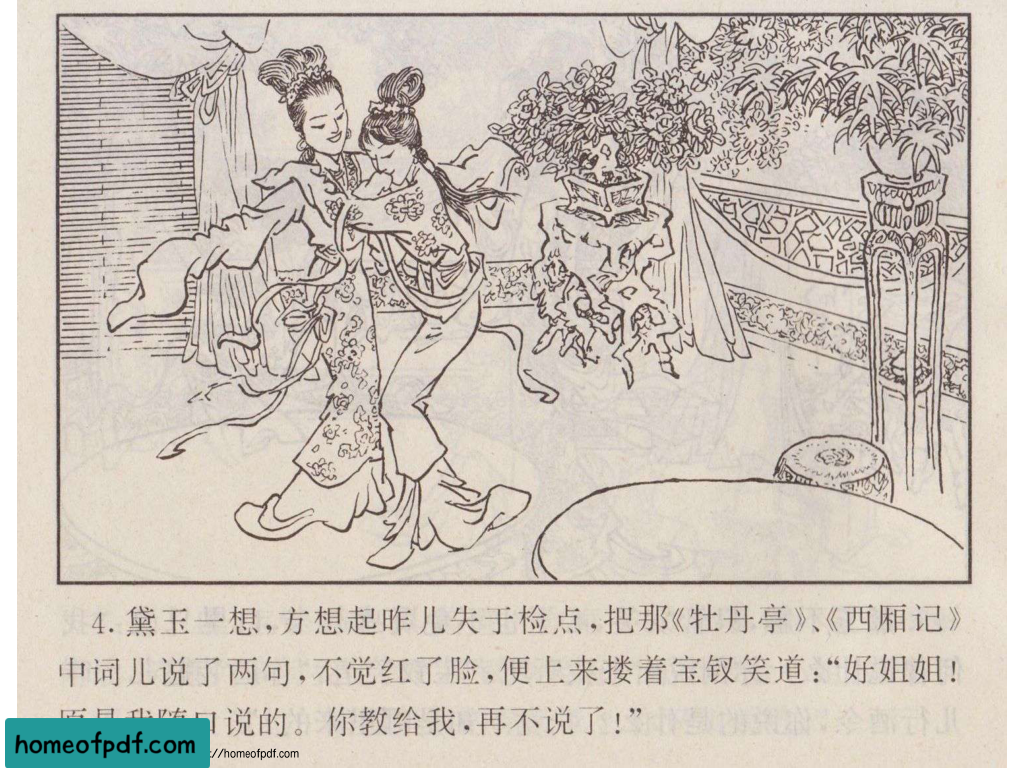 4. 黛玉一想，方想起昨儿失于检点，把那《牡丹亭》、《西厢记》
中词儿说了两句，不觉红了脸，便上来搂着宝钗笑道：“好姐姐！
口说的。你教给我，再不说了！”
homeofpdf.com
://homeofpdf.com